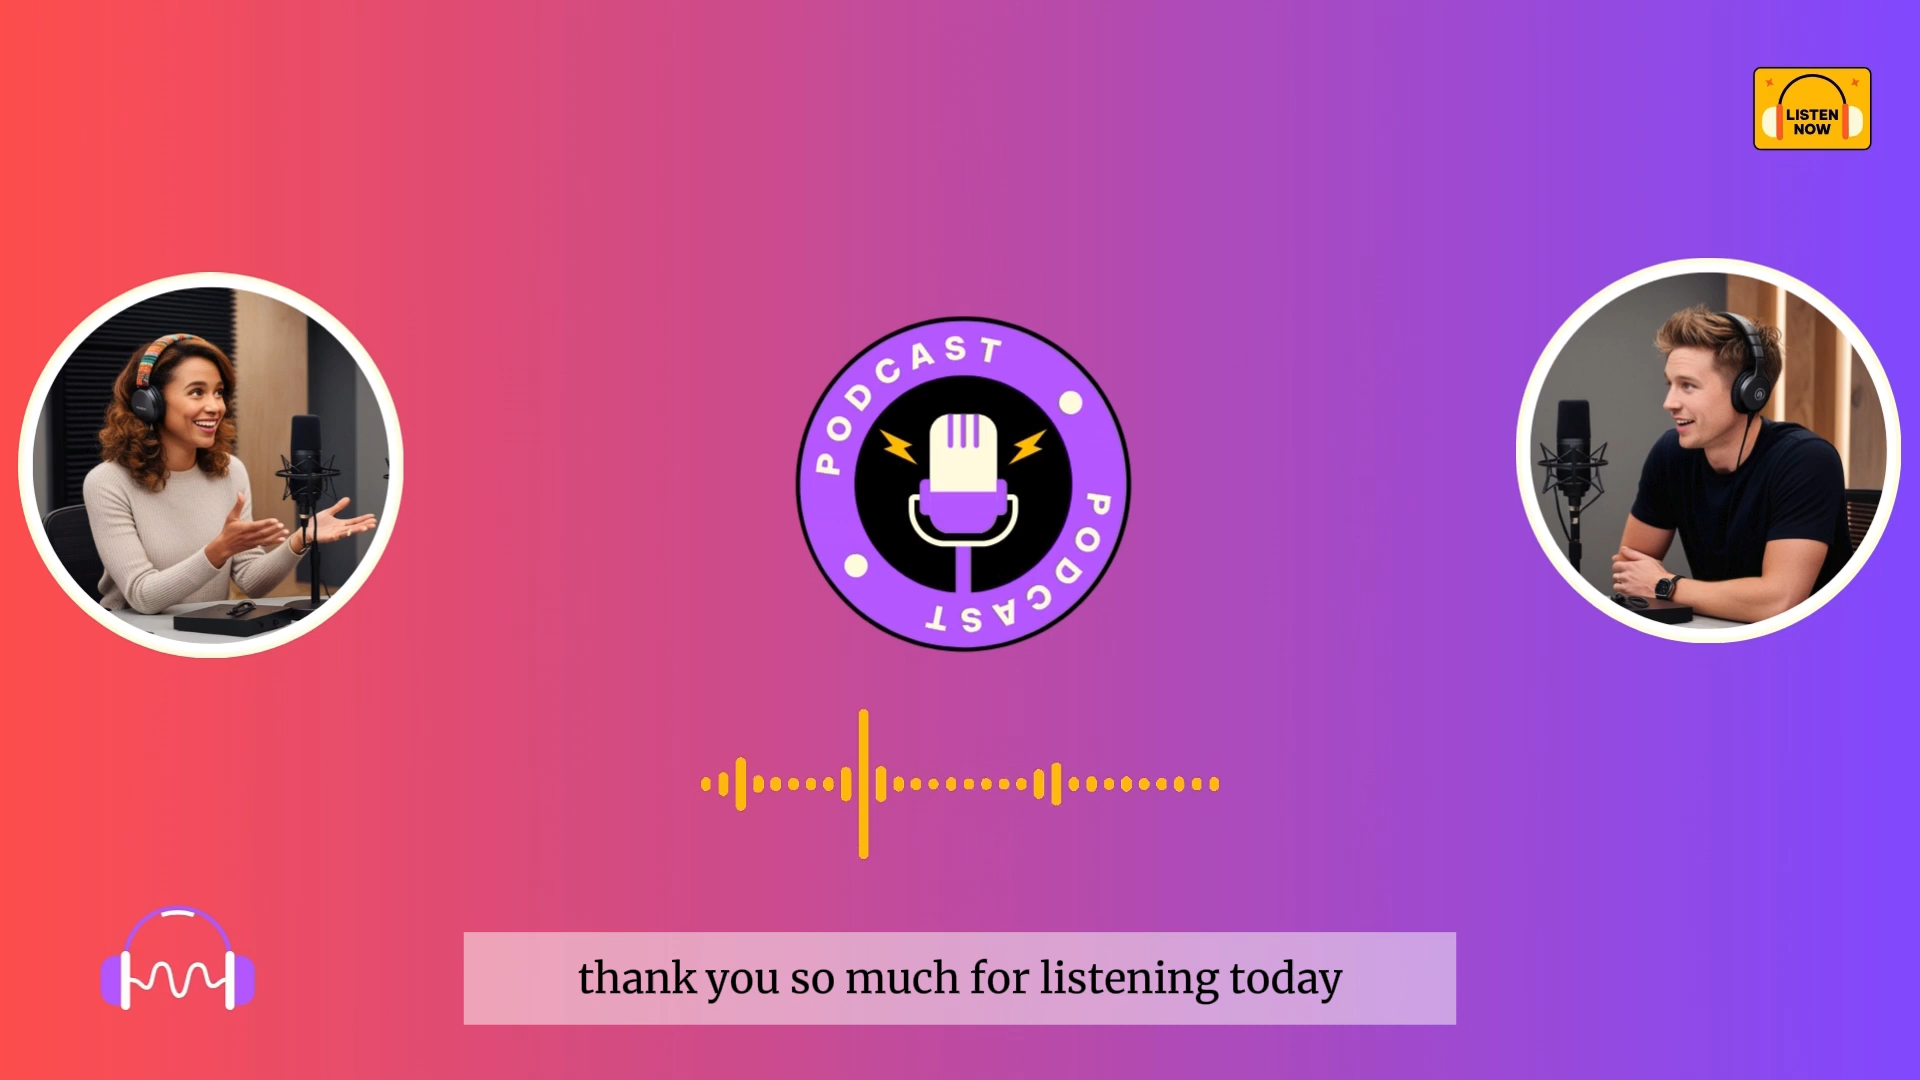 LISTEN
NOW
PODCAST
PODCAST
thank you so much for listening today